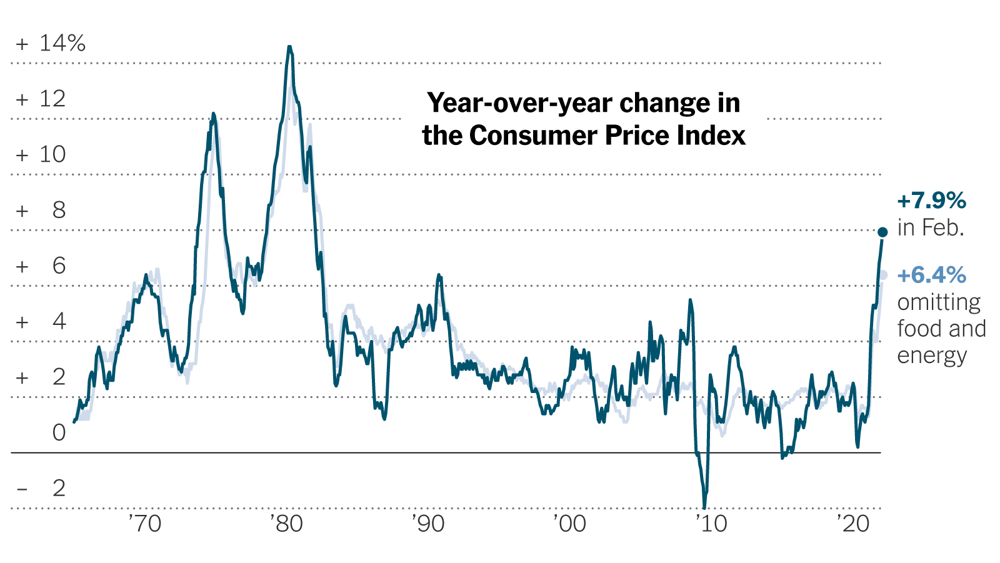 Year-over-year change in
the Consumer Price Index
+ 14%
+ 12
+ 10
+ 8
+ 6
+ 4
+ 2
0
– 2
’70
’80
’90
’00
’10
’20
+7.9%
in Feb.
+6.4%
omitting
food and
energy